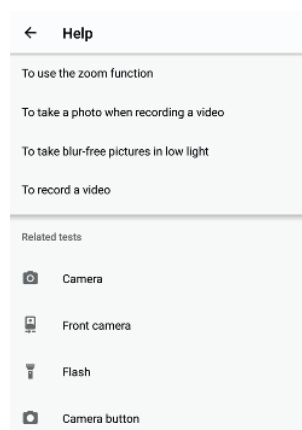 Help
To use the zoom function
To take a photo when recording a video
To take blur-free pictures in low light
To record a video
Related tests
Camera
Front camera
Flash
Camera button